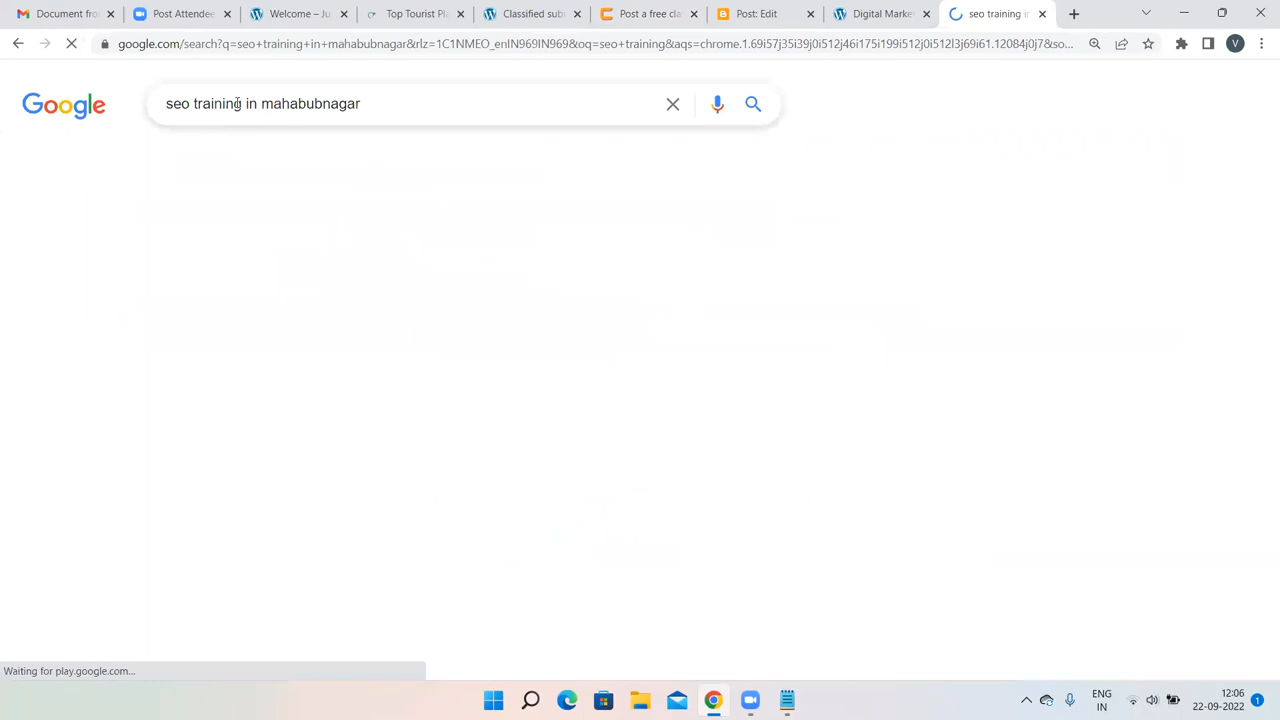 Document fro
Post Attendee
Welcome – Ju
Top Tourist Pl
Classified sub
Post a free cla
Post: Edit
Digital Marke
seo training in
google.com/search?q=seo+training+in+mahabubnagar&rlz=1C1NMEO_enIN969IN969&oq=seo+training&aqs=chrome.1.69i57j35i39j0i512j46i175i199i512j0i512l3j69i61.12084j0j7&so...
V
Google
seo training in mahabubnagar
Waiting for play.google.com...
ENG
IN
12:06
22-09-2022
1